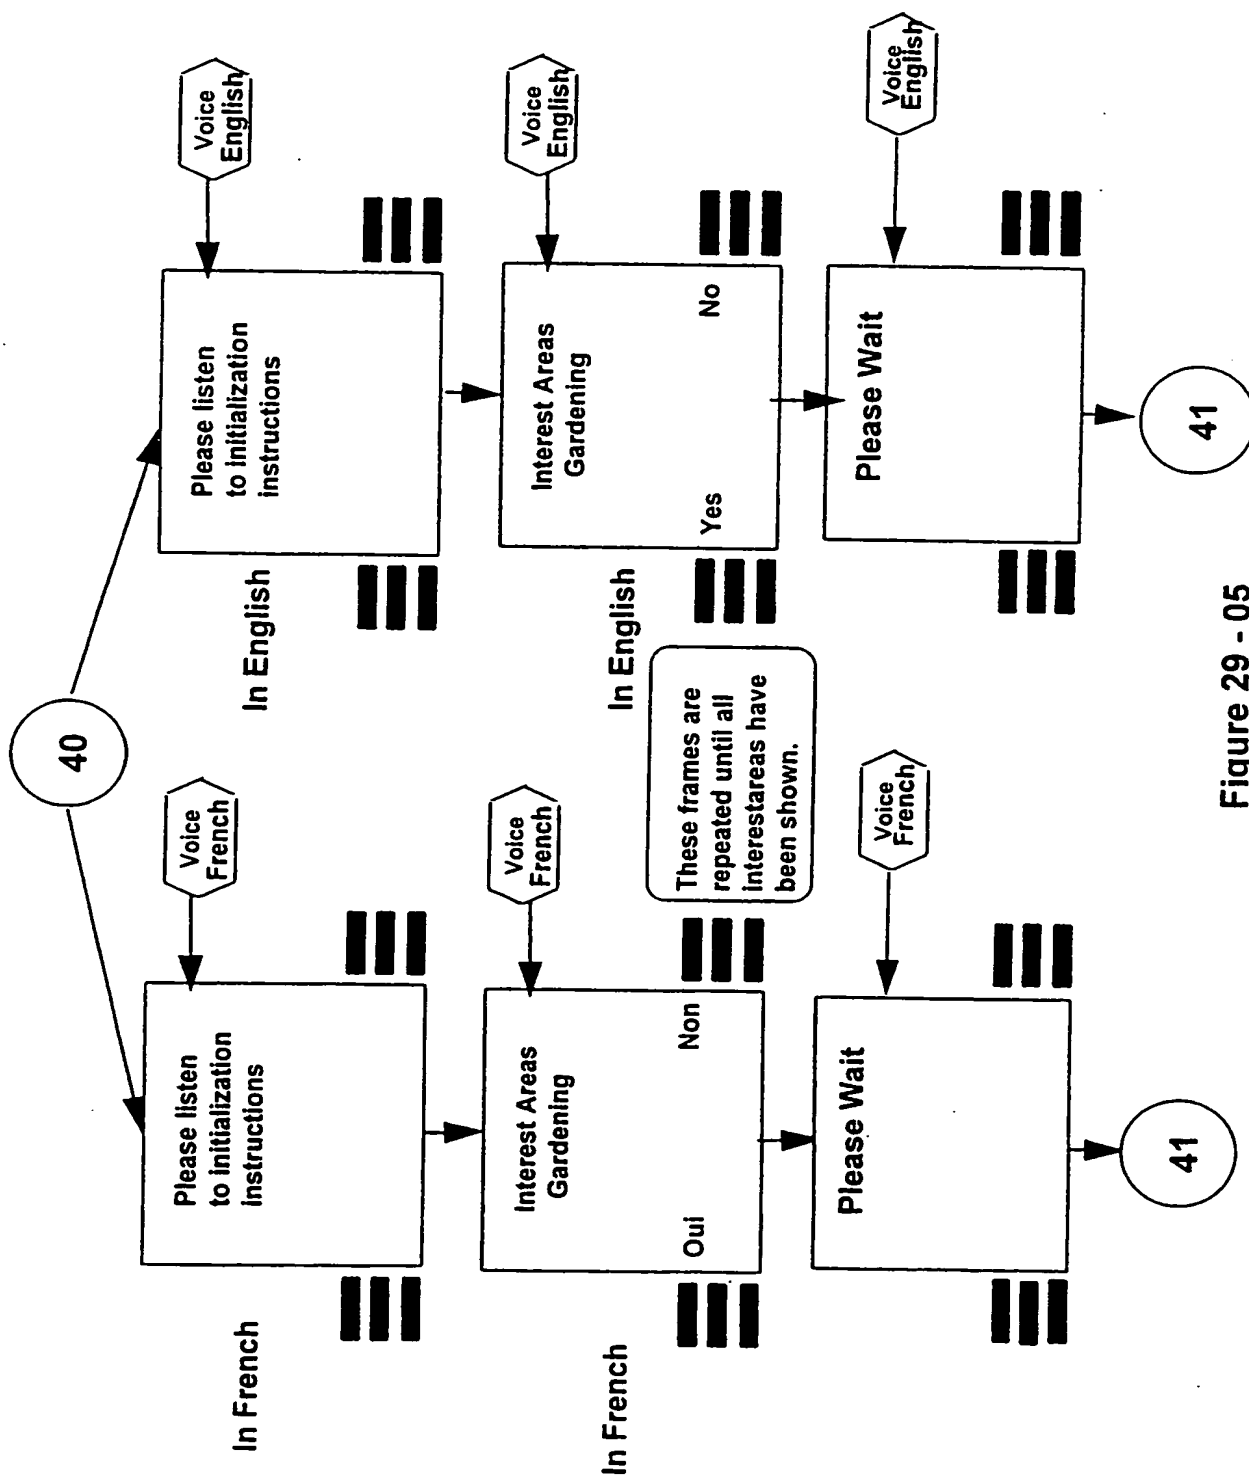 40
In French
Please listen
to initialization
instructions
Voice
French
In English
Please listen
to initialization
instructions
Voice
English
In French
Interest Areas
Gardening
Oui
Non
Voice
French
These frames are
repeated until all
interestareas have
been shown.
In English
Interest Areas
Gardening
Yes
No
Voice
English
Please Wait
Voice
French
Please Wait
Voice
English
41
41
Figure 29 - 05